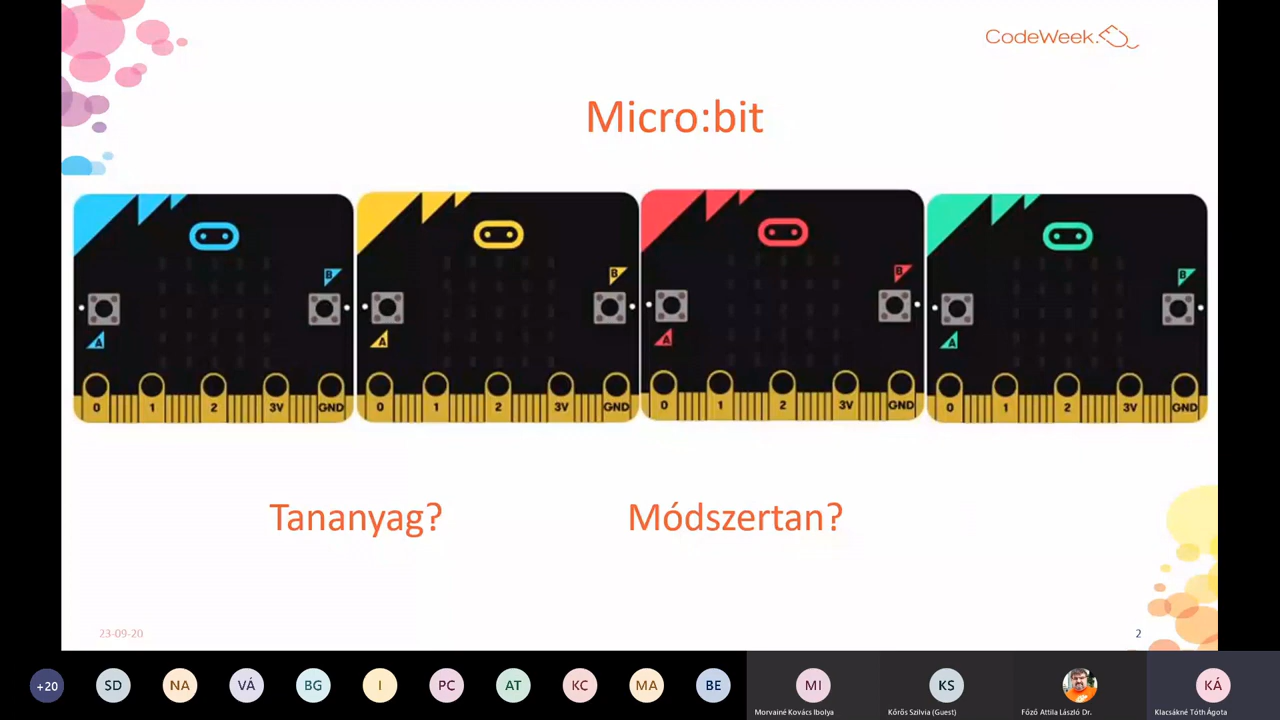 CodeWeek.
Micro:bit
B B B B
A A A A
0 1 2 3V GND 0 1 2 3V GND 0 1 2 3V GND 0 1 2 3V GND
Tananyag? Módszertan?
23-09-20 2
+20 SD NA VÁ BG I PC AT KC MA BE MI KS KÁ
Morvainé Kovács Ibolya Kőrös Szilvia (Guest) Főző Attila László Dr. Klacsákné Tóth Ágota